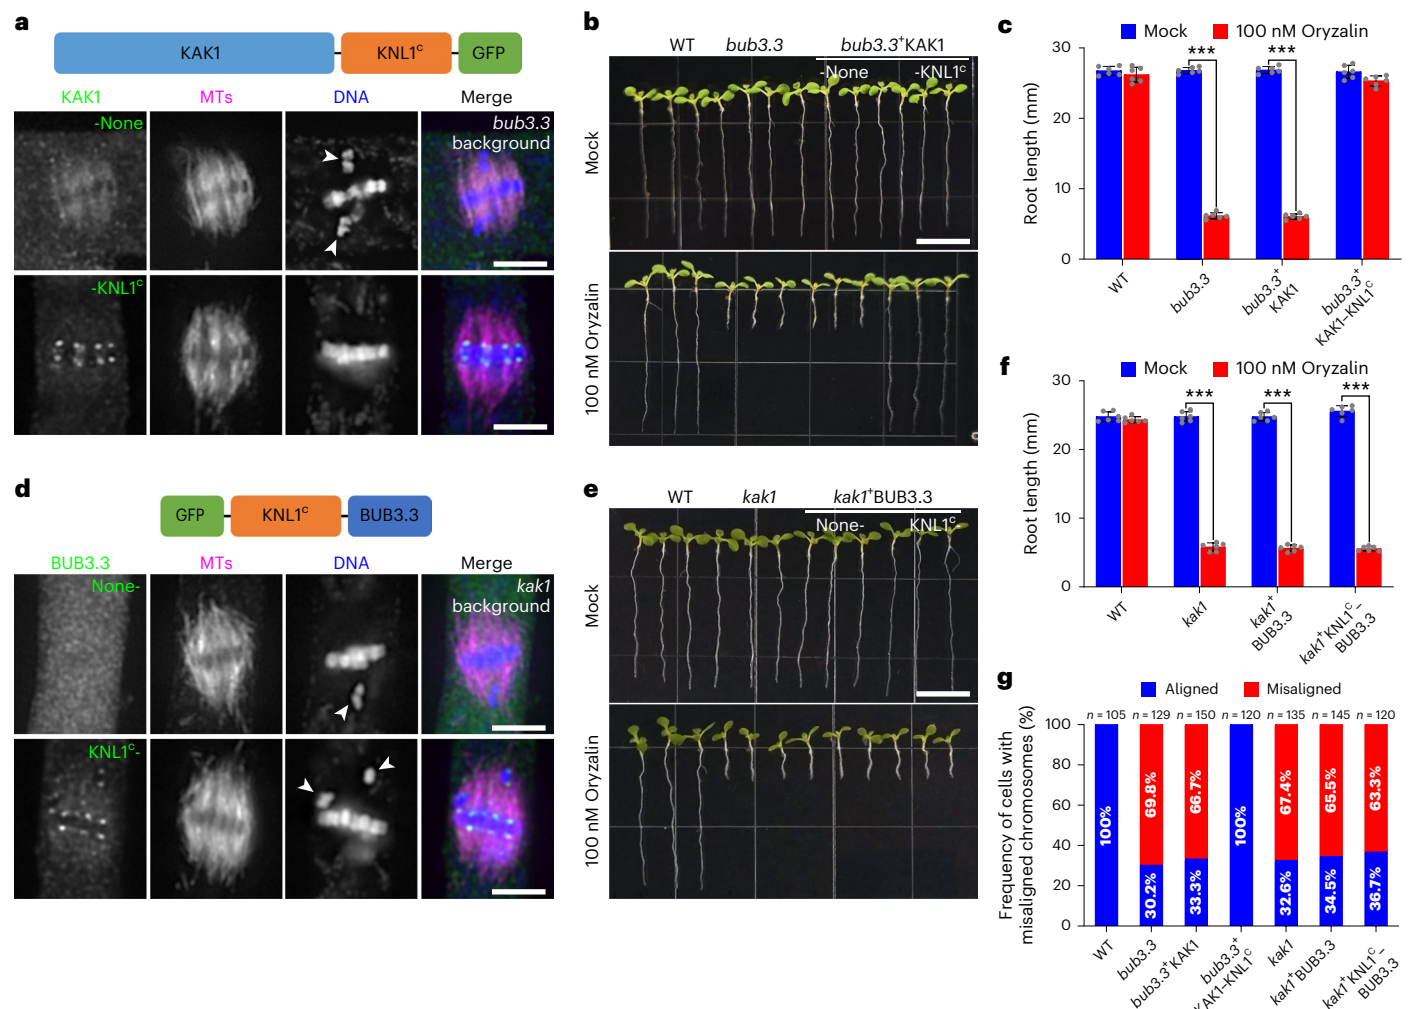 a
KAK1 KNL1ᶜ GFP
KAK1 MTs DNA Merge
-None
bub3.3
background
-KNL1ᶜ
b
WT bub3.3 bub3.3⁺KAK1
-None -KNL1ᶜ
Mock
100 nM Oryzalin
c
Mock 100 nM Oryzalin
Root length (mm)
30
20
10
0
*** ***
WT
bub3.3
bub3.3⁺
KAK1
bub3.3⁺
KAK1–KNL1ᶜ
d
GFP KNL1ᶜ BUB3.3
BUB3.3 MTs DNA Merge
None-
kak1
background
KNL1ᶜ-
e
WT kak1 kak1⁺BUB3.3
None- KNL1ᶜ-
Mock
100 nM Oryzalin
f
Mock 100 nM Oryzalin
Root length (mm)
30
20
10
0
*** *** ***
WT
kak1
kak1⁺
BUB3.3
kak1⁺KNL1ᶜ–
BUB3.3
g
Aligned Misaligned
Frequency of cells with
misaligned chromosomes (%)
n = 105 n = 129 n = 150 n = 120 n = 135 n = 145 n = 120
100
80
60
40
20
0
100% 69.8% 66.7% 100% 67.4% 65.5% 63.3%
30.2% 33.3% 32.6% 34.5% 36.7%
WT
bub3.3
bub3.3⁺KAK1
bub3.3⁺
KAK1–KNL1ᶜ
kak1
kak1⁺BUB3.3
kak1⁺KNL1ᶜ–
BUB3.3